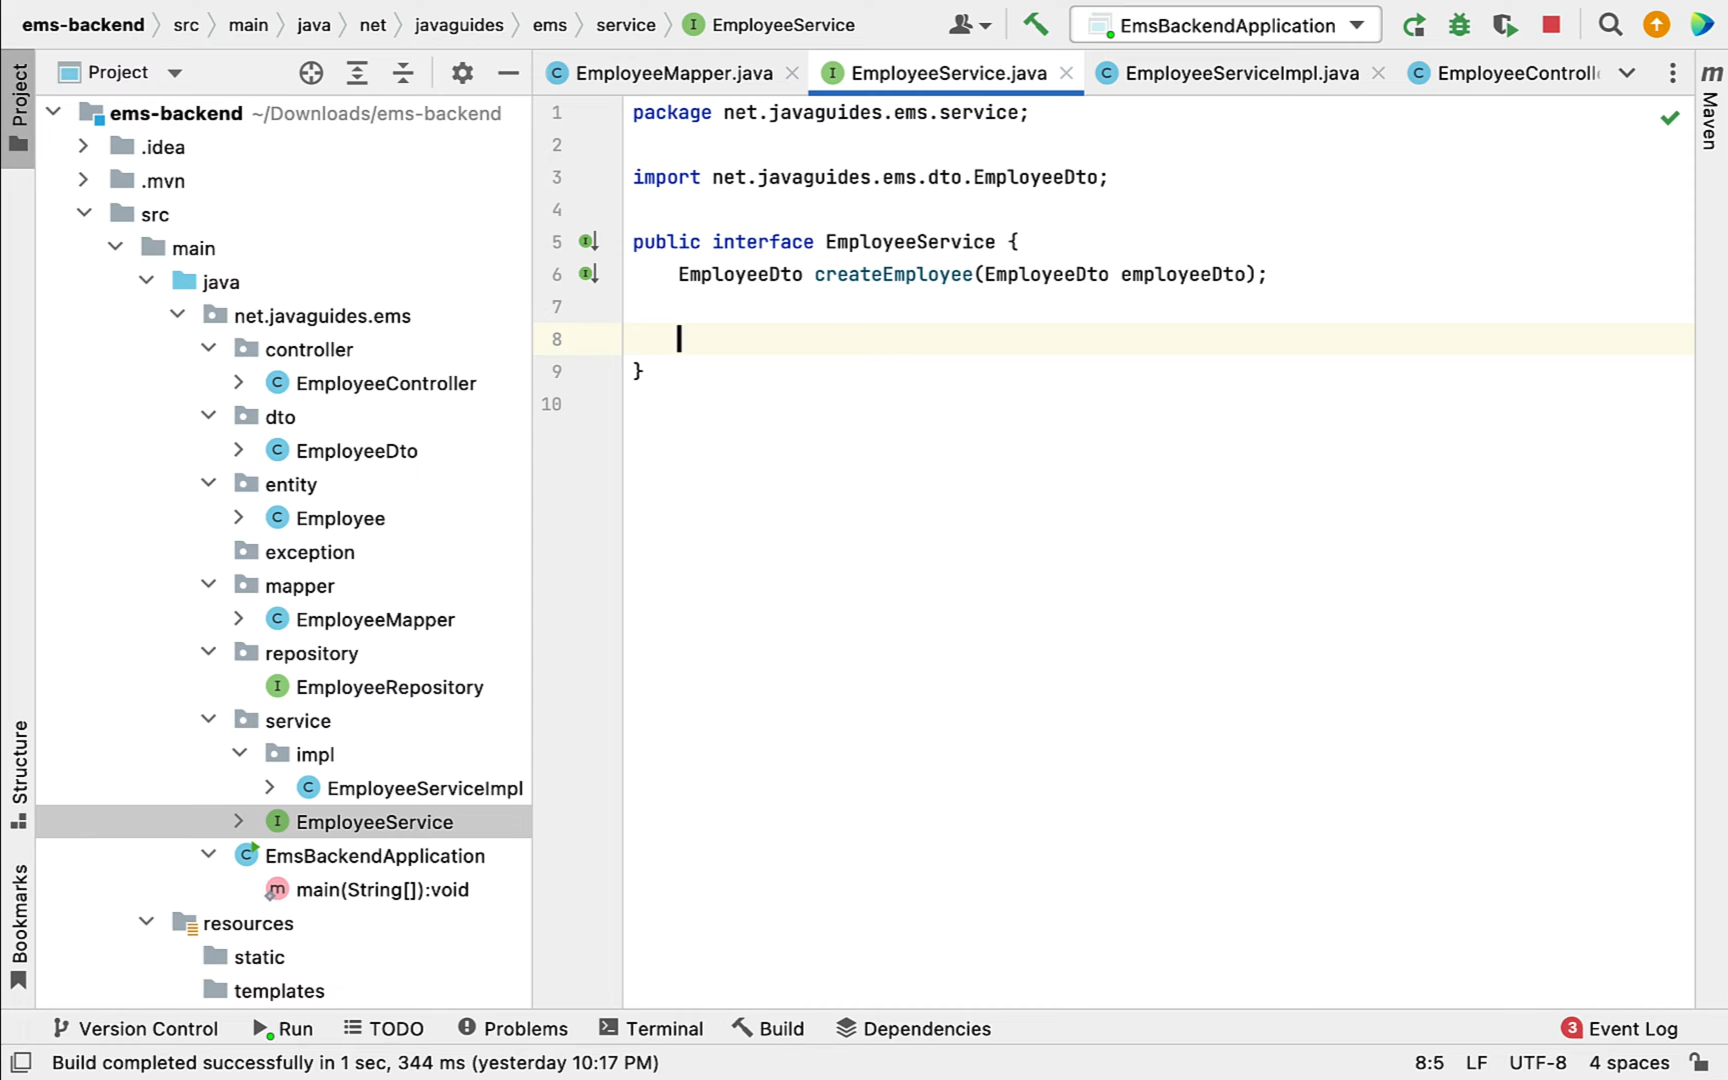 ems-backend src main java net javaguides ems service EmployeeService EmsBackendApplication
Project
EmployeeMapper.java EmployeeService.java EmployeeServiceImpl.java EmployeeControll
m
Project
Maven
Structure
Bookmarks
ems-backend ~/Downloads/ems-backend
.idea
.mvn
src
main
java
net.javaguides.ems
controller
C EmployeeController
dto
C EmployeeDto
entity
C Employee
exception
mapper
C EmployeeMapper
repository
I EmployeeRepository
service
impl
C EmployeeServiceImpl
I EmployeeService
C EmsBackendApplication
m main(String[]):void
resources
static
templates
1 package net.javaguides.ems.service;
2
3 import net.javaguides.ems.dto.EmployeeDto;
4
5 public interface EmployeeService {
6 EmployeeDto createEmployee(EmployeeDto employeeDto);
7
8
9 }
10
Version Control Run TODO Problems Terminal Build Dependencies 3 Event Log
Build completed successfully in 1 sec, 344 ms (yesterday 10:17 PM) 8:5 LF UTF-8 4 spaces